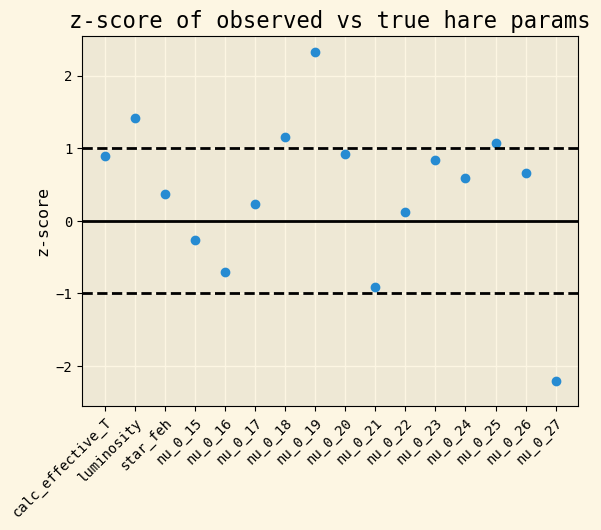 z-score of observed vs true hare params
z-score
2
1
0
−1
−2
calc_effective_T
luminosity
star_feh
nu_0_15
nu_0_16
nu_0_17
nu_0_18
nu_0_19
nu_0_20
nu_0_21
nu_0_22
nu_0_23
nu_0_24
nu_0_25
nu_0_26
nu_0_27